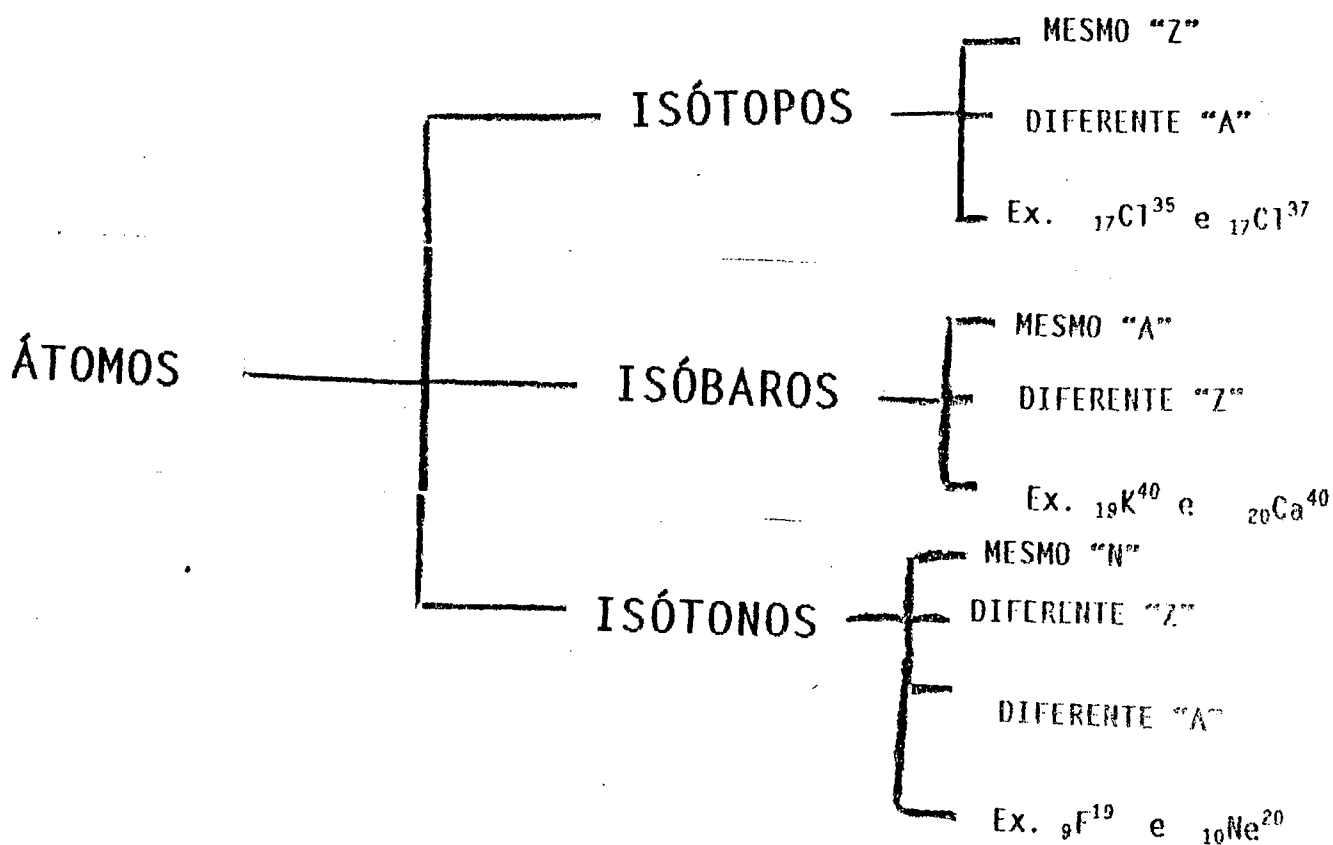 ÁTOMOS
ISÓTOPOS
MESMO "Z"
DIFERENTE "A"
Ex. ₁₇Cl³⁵ e ₁₇Cl³⁷
ISÓBAROS
MESMO "A"
DIFERENTE "Z"
Ex. ₁₉K⁴⁰ e ₂₀Ca⁴⁰
ISÓTONOS
MESMO "N"
DIFERENTE "Z"
DIFERENTE "A"
Ex. ₉F¹⁹ e ₁₀Ne²⁰